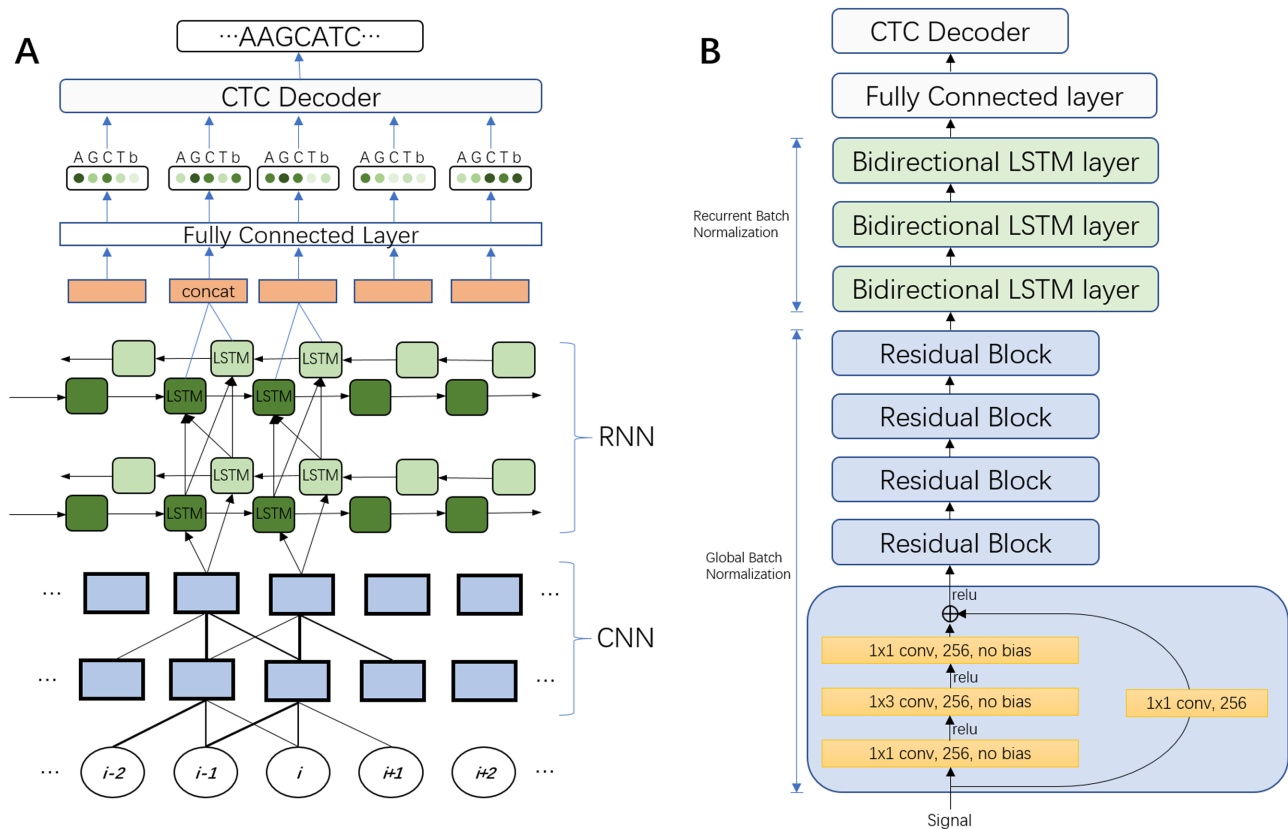 A
···AAGCATC···
CTC Decoder
A G C T b
A G C T b
A G C T b
A G C T b
A G C T b
Fully Connected Layer
concat
LSTM
LSTM
LSTM
LSTM
RNN
LSTM
LSTM
LSTM
LSTM
···
···
CNN
···
···
···
i-2
i-1
i
i+1
i+2
···
B
CTC Decoder
Fully Connected layer
Bidirectional LSTM layer
Recurrent Batch
Normalization
Bidirectional LSTM layer
Bidirectional LSTM layer
Residual Block
Residual Block
Residual Block
Residual Block
Global Batch
Normalization
relu
1x1 conv, 256, no bias
relu
1x3 conv, 256, no bias
1x1 conv, 256
relu
1x1 conv, 256, no bias
Signal